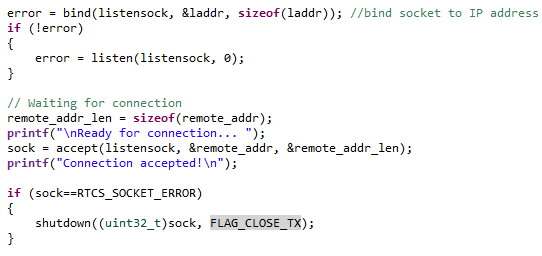 error = bind(listensock, &laddr, sizeof(laddr)); //bind socket to IP address
if (!error)
{
    error = listen(listensock, 0);
}

// Waiting for connection
remote_addr_len = sizeof(remote_addr);
printf("\nReady for connection... ");
sock = accept(listensock, &remote_addr, &remote_addr_len);
printf("Connection accepted!\n");

if (sock==RTCS_SOCKET_ERROR)
{
    shutdown((uint32_t)sock, FLAG_CLOSE_TX);
}